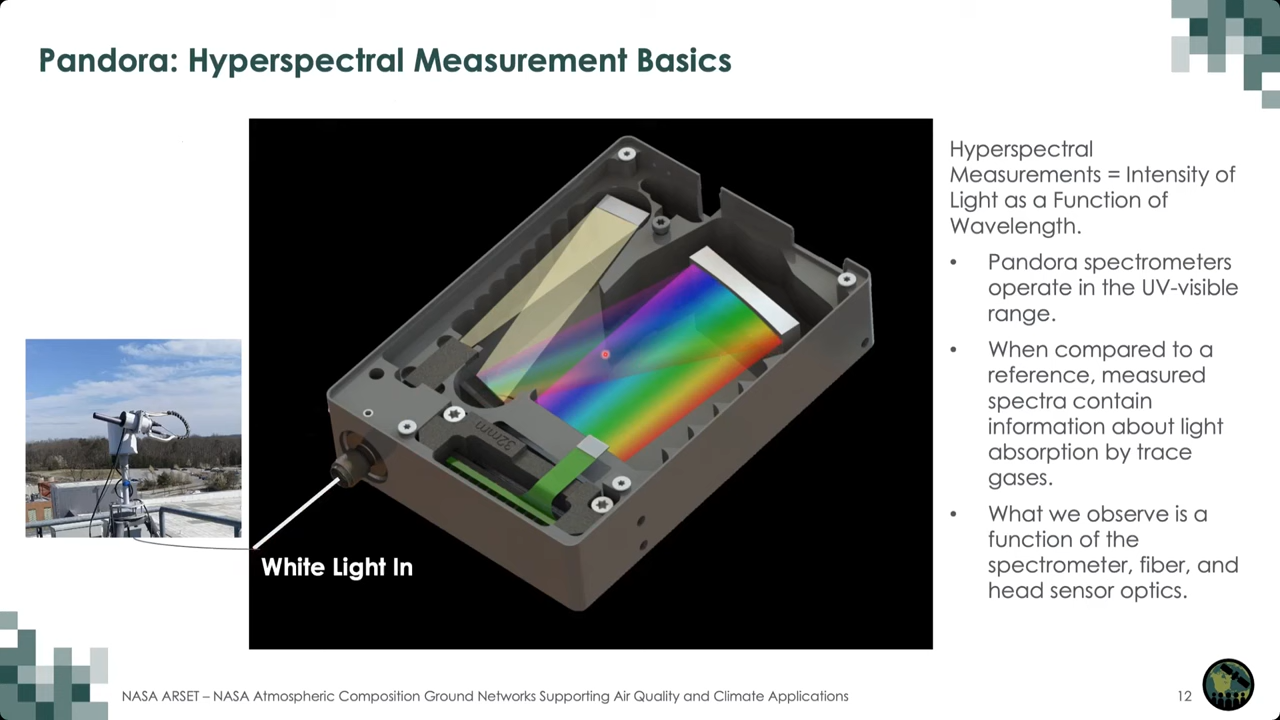 Pandora: Hyperspectral Measurement Basics
Hyperspectral
Measurements = Intensity of
Light as a Function of
Wavelength.
• Pandora spectrometers
operate in the UV-visible
range.
• When compared to a
reference, measured
spectra contain
information about light
absorption by trace
gases.
• What we observe is a
function of the
spectrometer, fiber, and
head sensor optics.
32mm
White Light In
NASA ARSET – NASA Atmospheric Composition Ground Networks Supporting Air Quality and Climate Applications
12